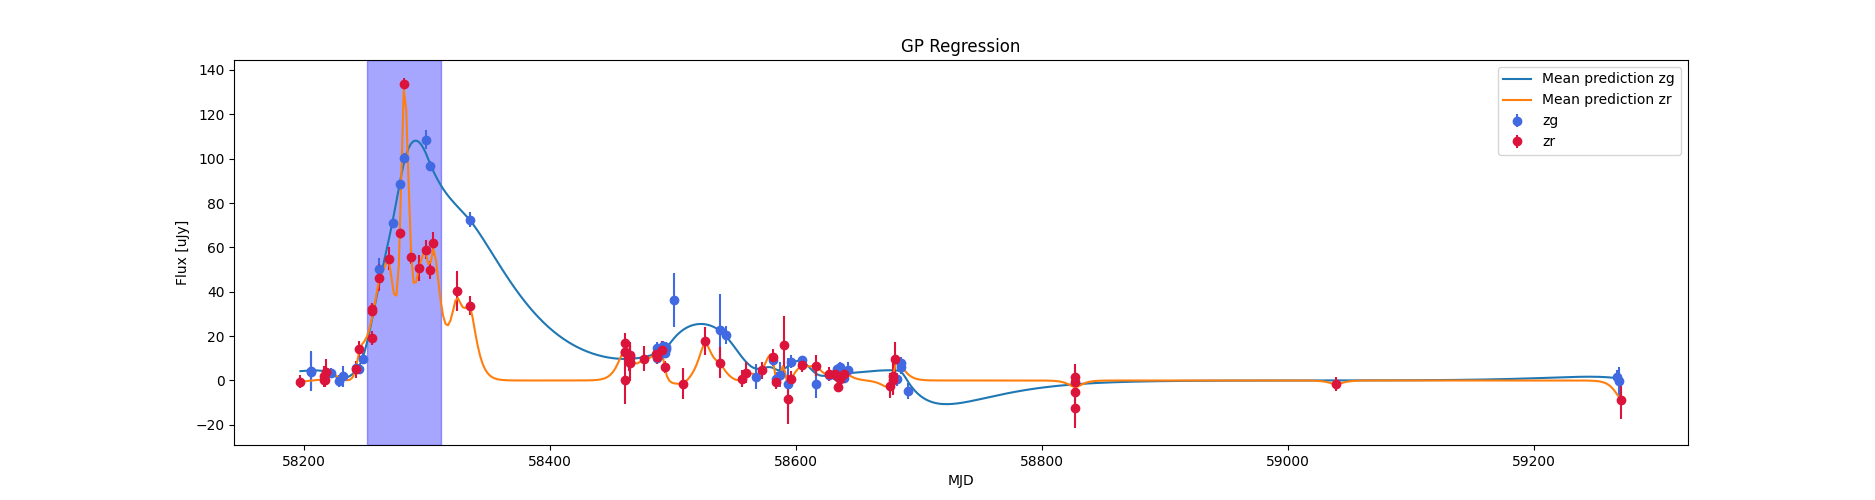 GP Regression
140
120
100
80
60
40
20
0
−20
Flux [uJy]
58200
58400
58600
58800
59000
59200
MJD
Mean prediction zg
Mean prediction zr
zg
zr